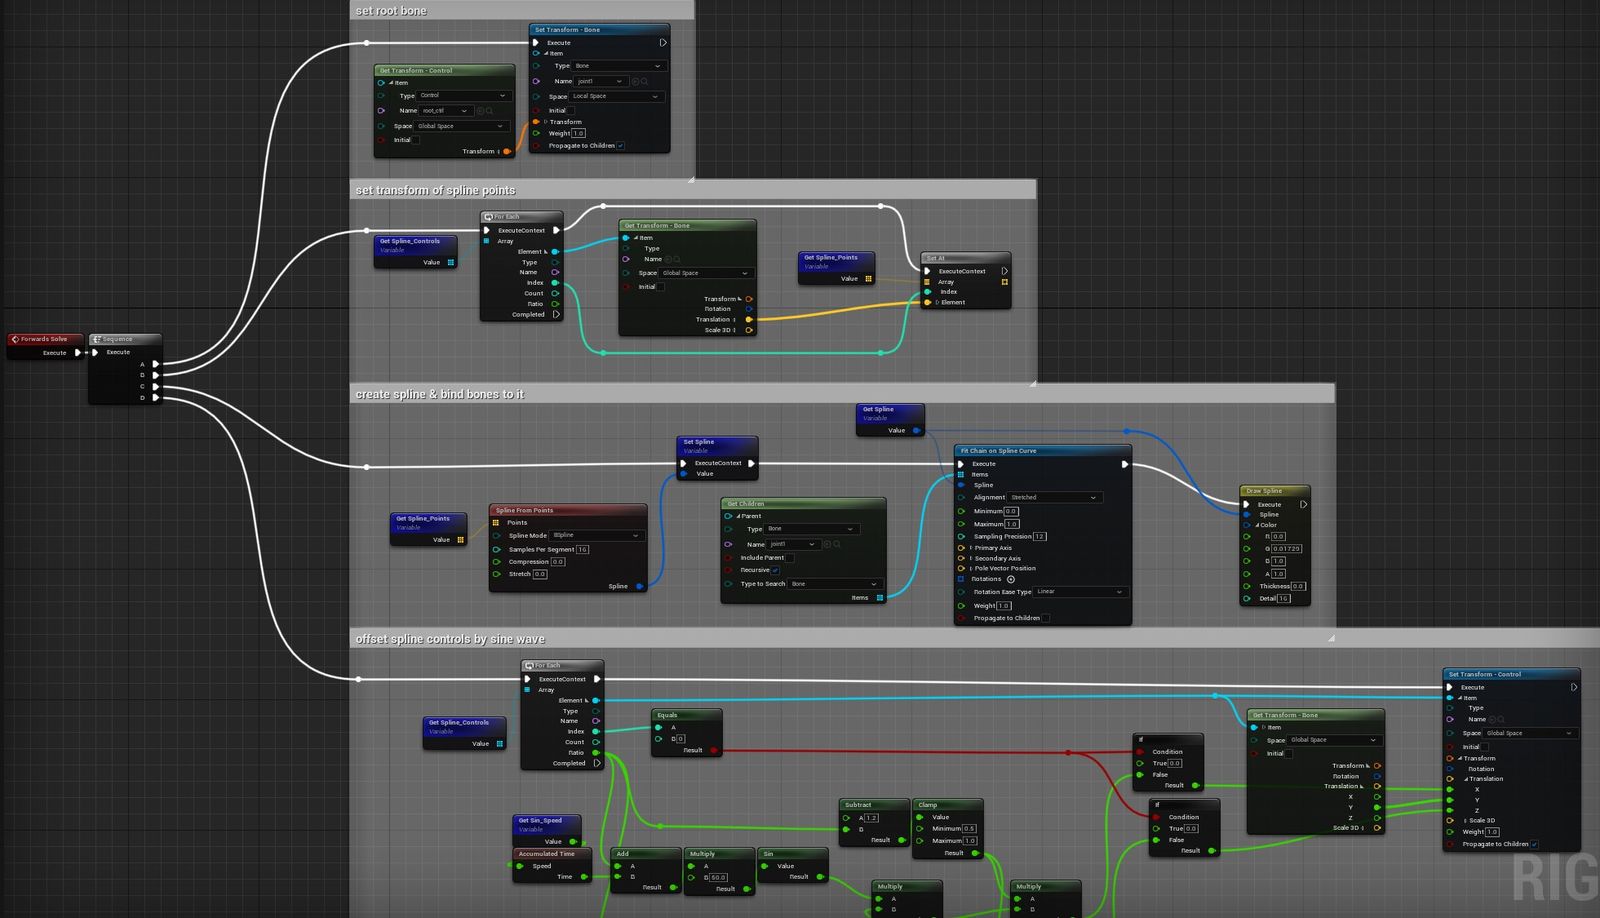 set root bone
Set Transform - Bone
Execute
Item
Type Bone
Name joint1
Space Local Space
Initial
Transform
Weight 1.0
Propagate to Children
Get Transform - Control
Item
Type Control
Name root_ctrl
Space Global Space
Initial
Transform
set transform of spline points
Get Spline_Controls
Variable
Value
For Each
ExecuteContext
Array
Element
Type
Name
Index
Count
Ratio
Completed
Get Transform - Bone
Item
Type
Name
Space Global Space
Initial
Transform
Rotation
Translation
Scale 3D
Get Spline_Points
Variable
Value
Set At
ExecuteContext
Array
Index
Element
Forwards Solve
Execute
Sequence
Execute
A
B
C
D
create spline & bind bones to it
Get Spline
Variable
Value
Set Spline
Variable
ExecuteContext
Value
Get Spline_Points
Variable
Value
Spline From Points
Points
Spline Mode BSpline
Samples Per Segment 16
Compression 0.0
Stretch 0.0
Spline
Get Children
Parent
Type Bone
Name joint1
Include Parent
Recursive
Type to Search Bone
Items
Fit Chain on Spline Curve
Execute
Items
Spline
Alignment Stretched
Minimum 0.0
Maximum 1.0
Sampling Precision 12
Primary Axis
Secondary Axis
Pole Vector Position
Rotations
Rotation Ease Type Linear
Weight 1.0
Propagate to Children
Draw Spline
Execute
Spline
Color
R 0.0
G 0.01729
B 1.0
A 1.0
Thickness 0.0
Detail 16
offset spline controls by sine wave
Get Spline_Controls
Variable
Value
For Each
ExecuteContext
Array
Element
Type
Name
Index
Count
Ratio
Completed
Equals
A
B 0
Result
Get Sin_Speed
Variable
Value
Accumulated Time
Speed
Time
Add
A
B
Result
Multiply
A
B 50.0
Result
Sin
Value
Result
Subtract
A 1.2
B
Result
Clamp
Value
Minimum 0.5
Maximum 1.0
Result
Multiply
A
B
Multiply
A
B
If
Condition
True 0.0
False
Result
If
Condition
True 0.0
False
Result
Get Transform - Bone
Item
Space Global Space
Initial
Transform
Rotation
Translation
X
Y
Z
Scale 3D
Set Transform - Control
Execute
Item
Type
Name
Space Global Space
Initial
Transform
Rotation
Translation
X
Y
Z
Scale 3D
Weight 1.0
Propagate to Children
RIG